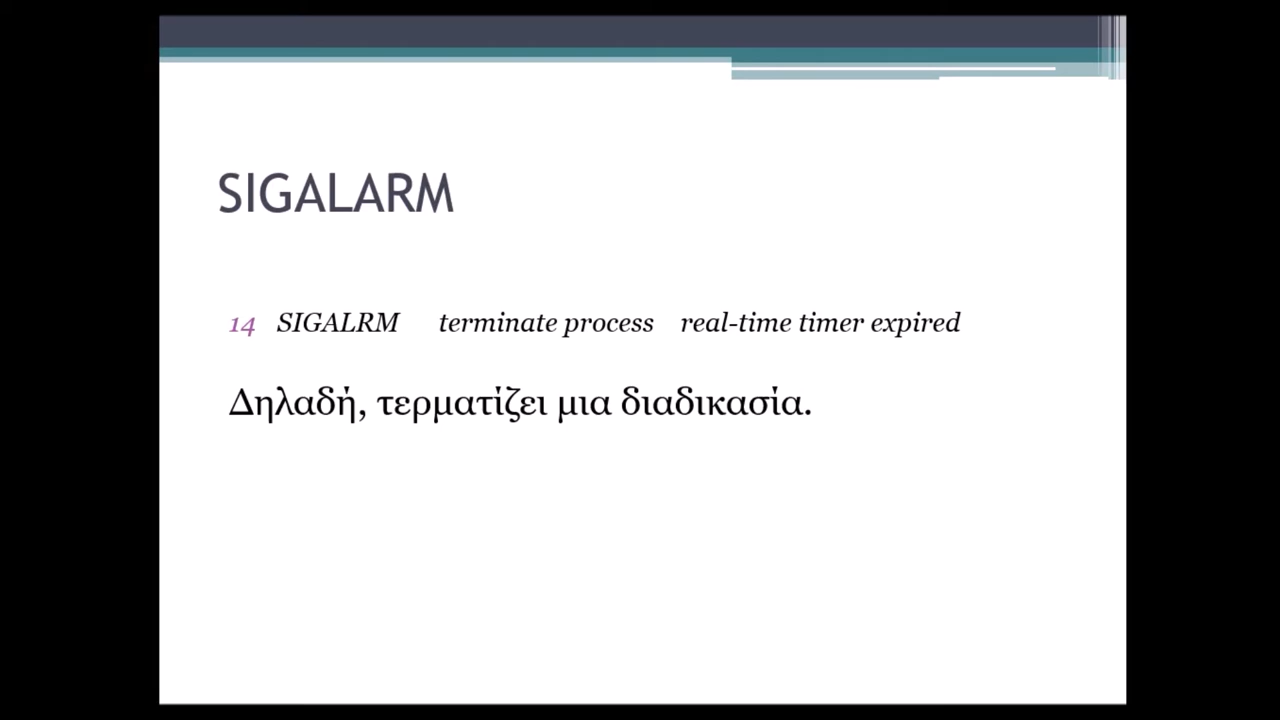 SIGALARM
14 SIGALRM terminate process real-time timer expired
Δηλαδή, τερματίζει μια διαδικασία.